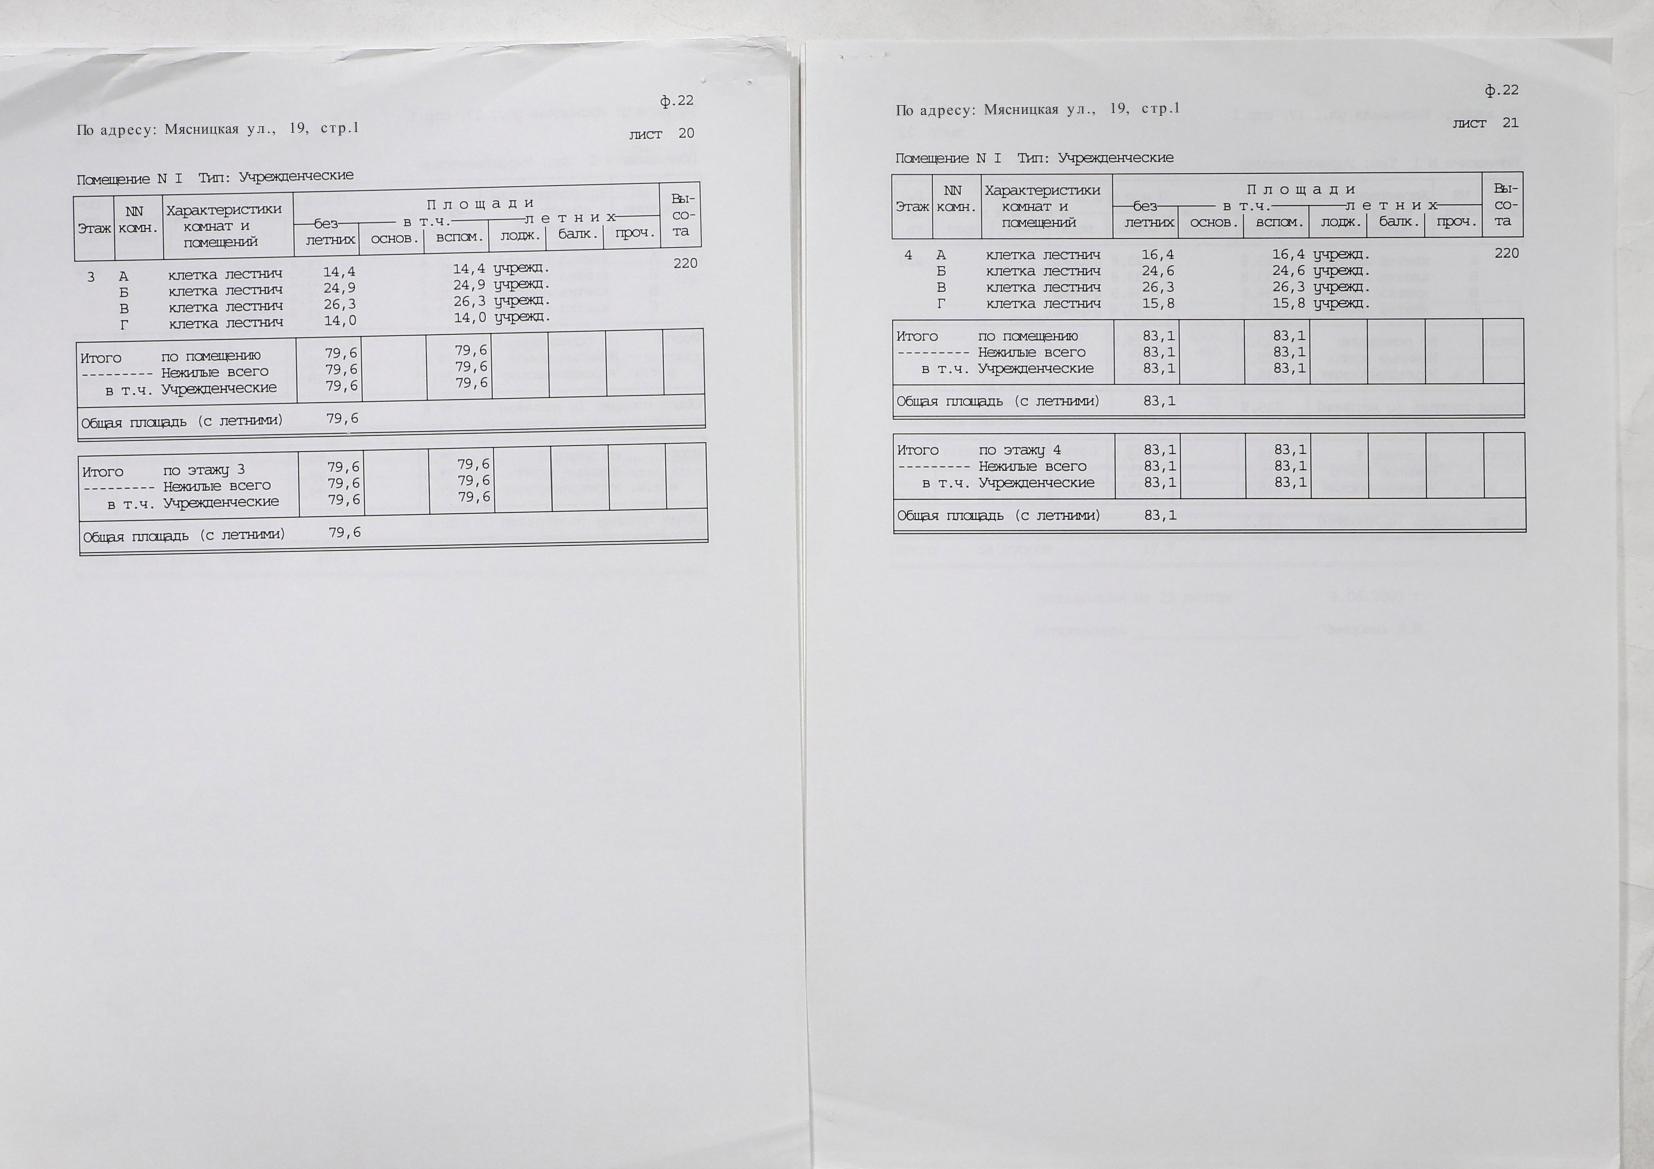 ф.22
По адресу: Мясницкая ул., 19, стр.1
лист 20
Помещение N I Тип: Учрежденческие
Этаж NN комн. Характеристики комнат и помещений Площади Вы-сота
без летних в т.ч. летних
основ. вспом. лодж. балк. проч.
3 А клетка лестнич 14,4 14,4 учрежд. 220
Б клетка лестнич 24,9 24,9 учрежд.
В клетка лестнич 26,3 26,3 учрежд.
Г клетка лестнич 14,0 14,0 учрежд.
Итого по помещению 79,6 79,6
--------- Нежилые всего 79,6 79,6
в т.ч. Учрежденческие 79,6 79,6
Общая площадь (с летними) 79,6
Итого по этажу 3 79,6 79,6
--------- Нежилые всего 79,6 79,6
в т.ч. Учрежденческие 79,6 79,6
Общая площадь (с летними) 79,6
ф.22
По адресу: Мясницкая ул., 19, стр.1
лист 21
Помещение N I Тип: Учрежденческие
Этаж NN комн. Характеристики комнат и помещений Площади Вы-сота
без летних в т.ч. летних
основ. вспом. лодж. балк. проч.
4 А клетка лестнич 16,4 16,4 учрежд. 220
Б клетка лестнич 24,6 24,6 учрежд.
В клетка лестнич 26,3 26,3 учрежд.
Г клетка лестнич 15,8 15,8 учрежд.
Итого по помещению 83,1 83,1
--------- Нежилые всего 83,1 83,1
в т.ч. Учрежденческие 83,1 83,1
Общая площадь (с летними) 83,1
Итого по этажу 4 83,1 83,1
--------- Нежилые всего 83,1 83,1
в т.ч. Учрежденческие 83,1 83,1
Общая площадь (с летними) 83,1